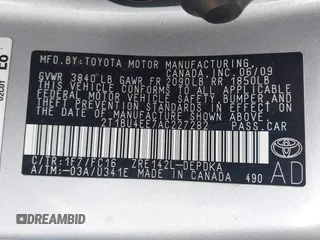 MFD.BY:TOYOTA MOTOR MANUFACTURING
CANADA, INC. 06/09
GVWR 3840LB GAWR FR 2090LB RR 1850LB
THIS VEHICLE CONFORMS TO ALL APPLICABLE
FEDERAL MOTOR VEHICLE SAFETY, BUMPER, AND
THEFT PREVENTION STANDARDS IN EFFECT ON
THE DATE OF MANUFACTURE SHOWN ABOVE.
2T1BU4EE7AC227282 PASS.CAR
C/TR:1F7/FC16 ZRE142L-DEPDKA
A/TM:-03A/U341E MADE IN CANADA 490
TOYOTA
AD
DREAMBID